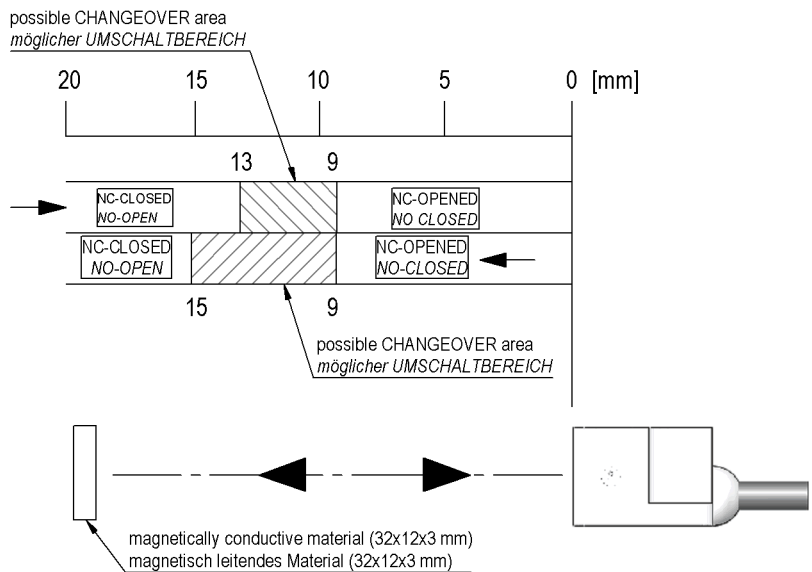 possible CHANGEOVER area
möglicher UMSCHALTBEREICH
20 15 10 5 0 [mm]
13 9
NC-CLOSED
NO-OPEN
NC-OPENED
NO CLOSED
NC-CLOSED
NO-OPEN
NC-OPENED
NO-CLOSED
15 9
possible CHANGEOVER area
möglicher UMSCHALTBEREICH
magnetically conductive material (32x12x3 mm)
magnetisch leitendes Material (32x12x3 mm)